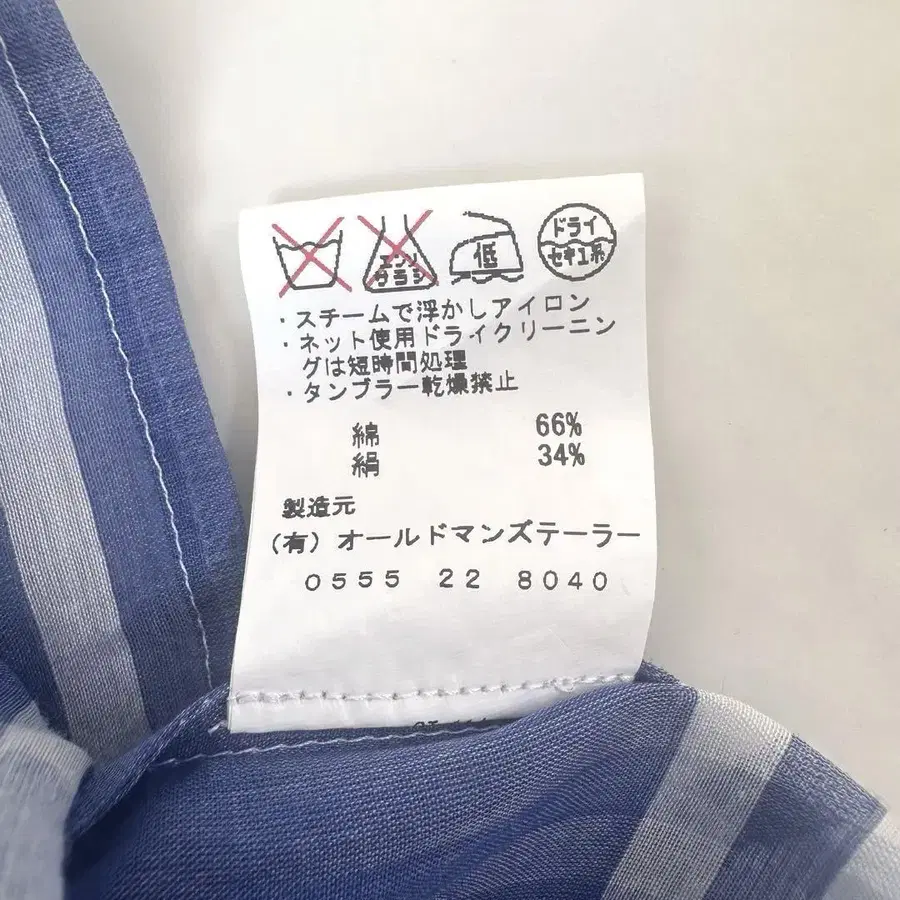 エンソ
サラシ
低
ドライ
セキユ系
・スチームで浮かしアイロン
・ネット使用ドライクリーニン
グは短時間処理
・タンブラー乾燥禁止
綿 66%
絹 34%
製造元
(有)オールドマンズテーラー
0555 22 8040